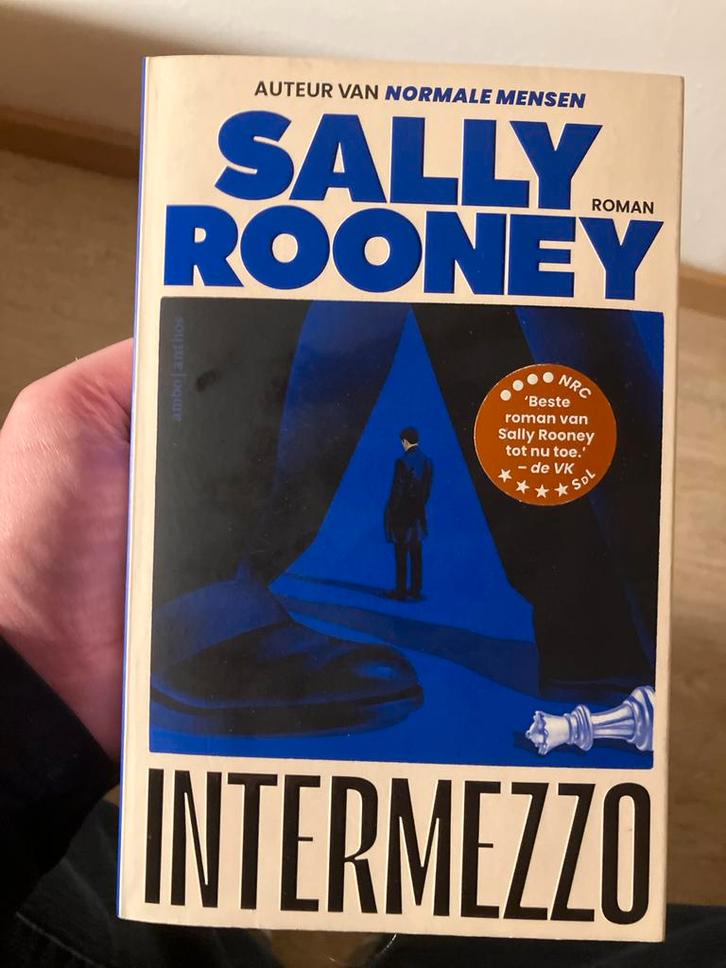 AUTEUR VAN NORMALE MENSEN
SALLY
ROMAN
ROONEY
ambo|anthos
NRC
'Beste
roman van
Sally Rooney
tot nu toe.'
– de VK
SdL
INTERMEZZO